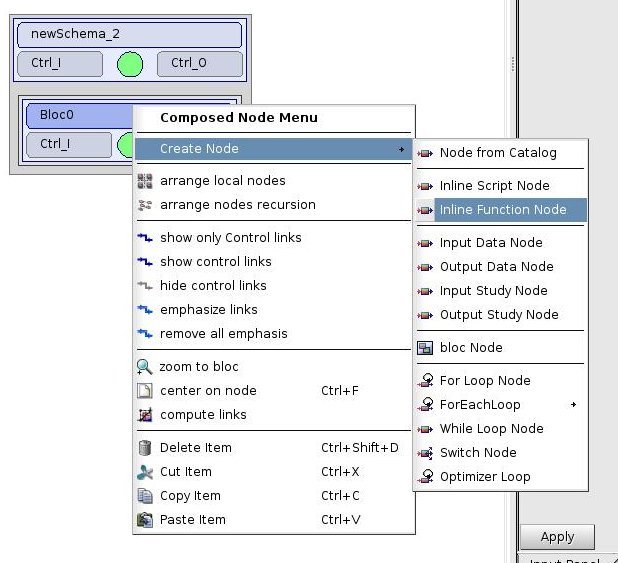 newSchema_2
Ctrl_I
Ctrl_O
Bloc0
Ctrl_I
Composed Node Menu
Create Node
arrange local nodes
arrange nodes recursion
show only Control links
show control links
hide control links
emphasize links
remove all emphasis
zoom to bloc
center on node Ctrl+F
compute links
Delete Item Ctrl+Shift+D
Cut Item Ctrl+X
Copy Item Ctrl+C
Paste Item Ctrl+V
Node from Catalog
Inline Script Node
Inline Function Node
Input Data Node
Output Data Node
Input Study Node
Output Study Node
bloc Node
For Loop Node
ForEachLoop
While Loop Node
Switch Node
Optimizer Loop
Apply
Input Panel